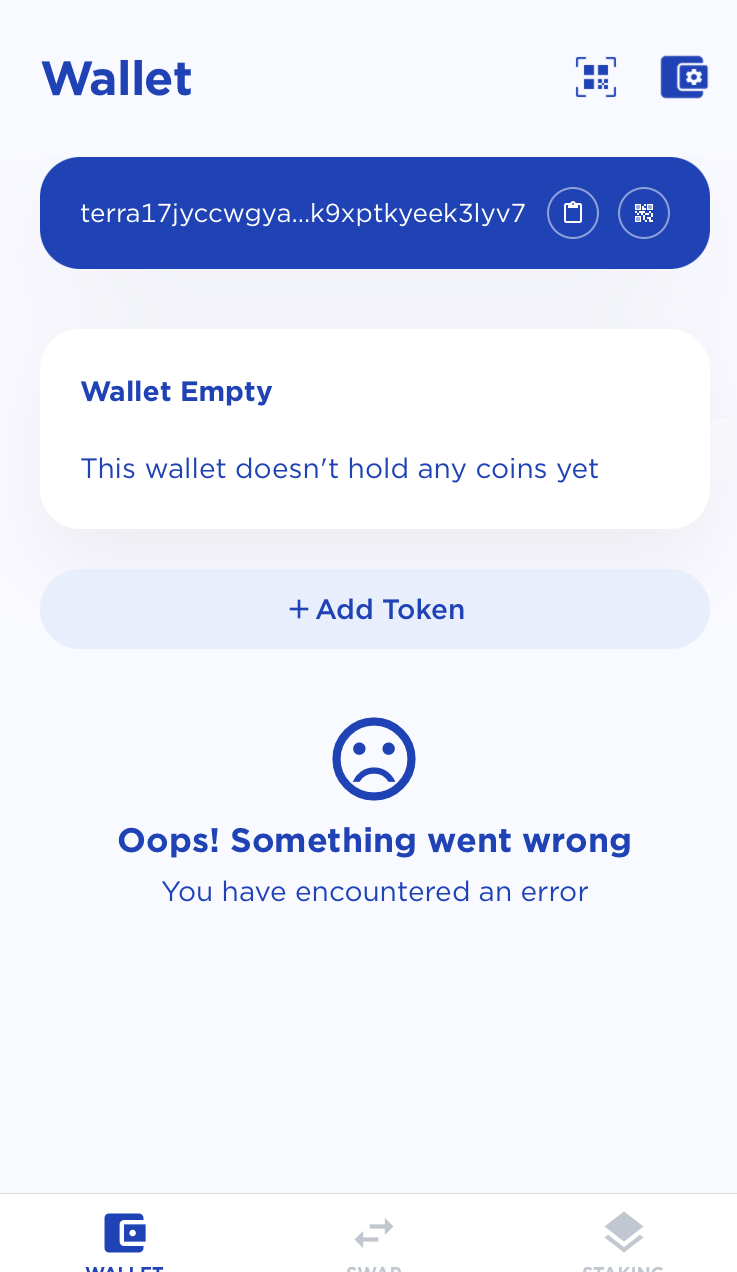 Wallet
terra17jyccwgya...k9xptkyeek3lyv7
Wallet Empty
This wallet doesn't hold any coins yet
+ Add Token
Oops! Something went wrong
You have encountered an error
WALLET SWAP STAKING